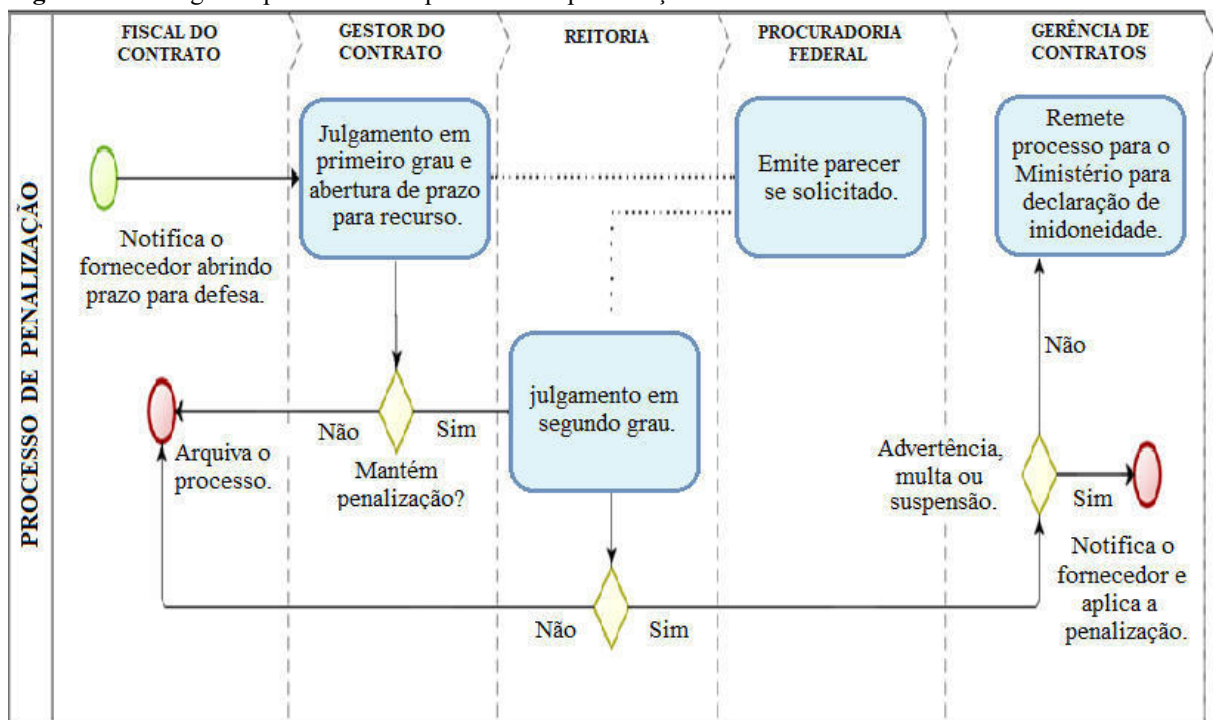 FISCAL DO
CONTRATO
GESTOR DO
CONTRATO
REITORIA
PROCURADORIA
FEDERAL
GERÊNCIA DE
CONTRATOS
PROCESSO DE PENALIZAÇÃO
Notifica o
fornecedor abrindo
prazo para defesa.
Julgamento em
primeiro grau e
abertura de prazo
para recurso.
Emite parecer
se solicitado.
Remete
processo para o
Ministério para
declaração de
inidoneidade.
Não
Arquiva o
processo.
Não
Sim
Mantém
penalização?
julgamento em
segundo grau.
Advertência,
multa ou
suspensão.
Sim
Notifica o
fornecedor e
aplica a
penalização.
Não
Sim